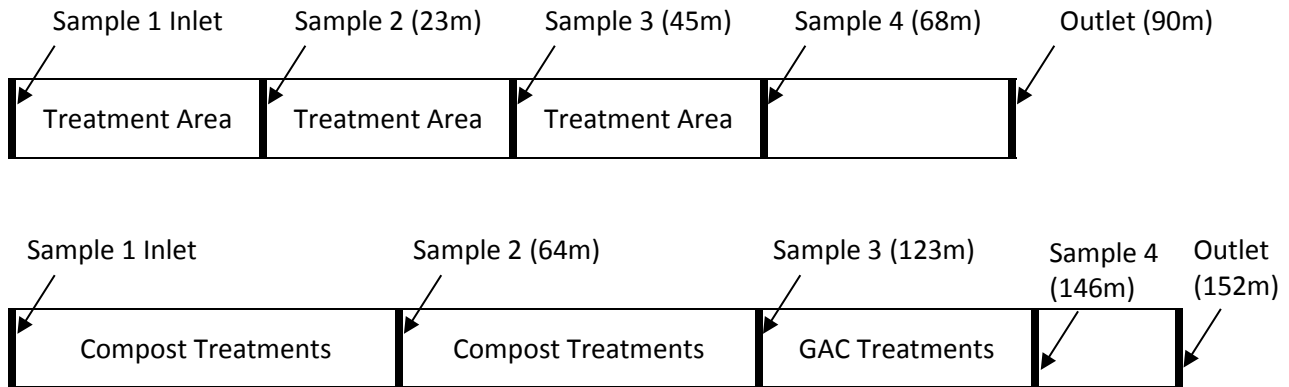 Sample 1 Inlet
Sample 2 (23m)
Sample 3 (45m)
Sample 4 (68m)
Outlet (90m)
Treatment Area
Treatment Area
Treatment Area
Sample 1 Inlet
Sample 2 (64m)
Sample 3 (123m)
Sample 4
(146m)
Outlet
(152m)
Compost Treatments
Compost Treatments
GAC Treatments